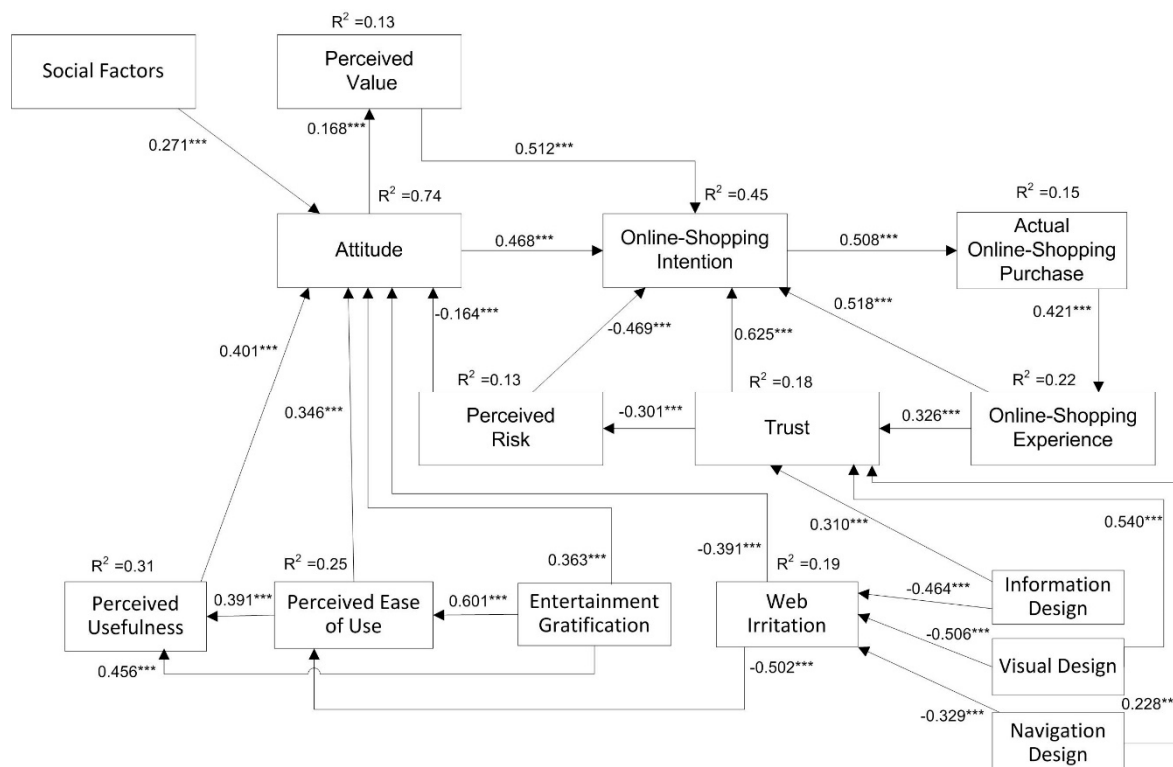 R² =0.13
Social Factors
Perceived
Value
0.271***
0.168***
0.512***
R² =0.74
R² =0.45
R² =0.15
Attitude
0.468***
Online-Shopping
Intention
0.508***
Actual
Online-Shopping
Purchase
-0.164***
-0.469***
0.625***
0.518***
0.421***
0.401***
0.346***
R² =0.13
R² =0.18
R² =0.22
Perceived
Risk
-0.301***
Trust
0.326***
Online-Shopping
Experience
0.310***
0.540***
0.363***
-0.391***
R² =0.31
R² =0.25
R² =0.19
Perceived
Usefulness
0.391***
Perceived Ease
of Use
0.601***
Entertainment
Gratification
Web
Irritation
-0.464***
Information
Design
-0.506***
Visual Design
0.456***
-0.502***
-0.329***
0.228**
Navigation
Design